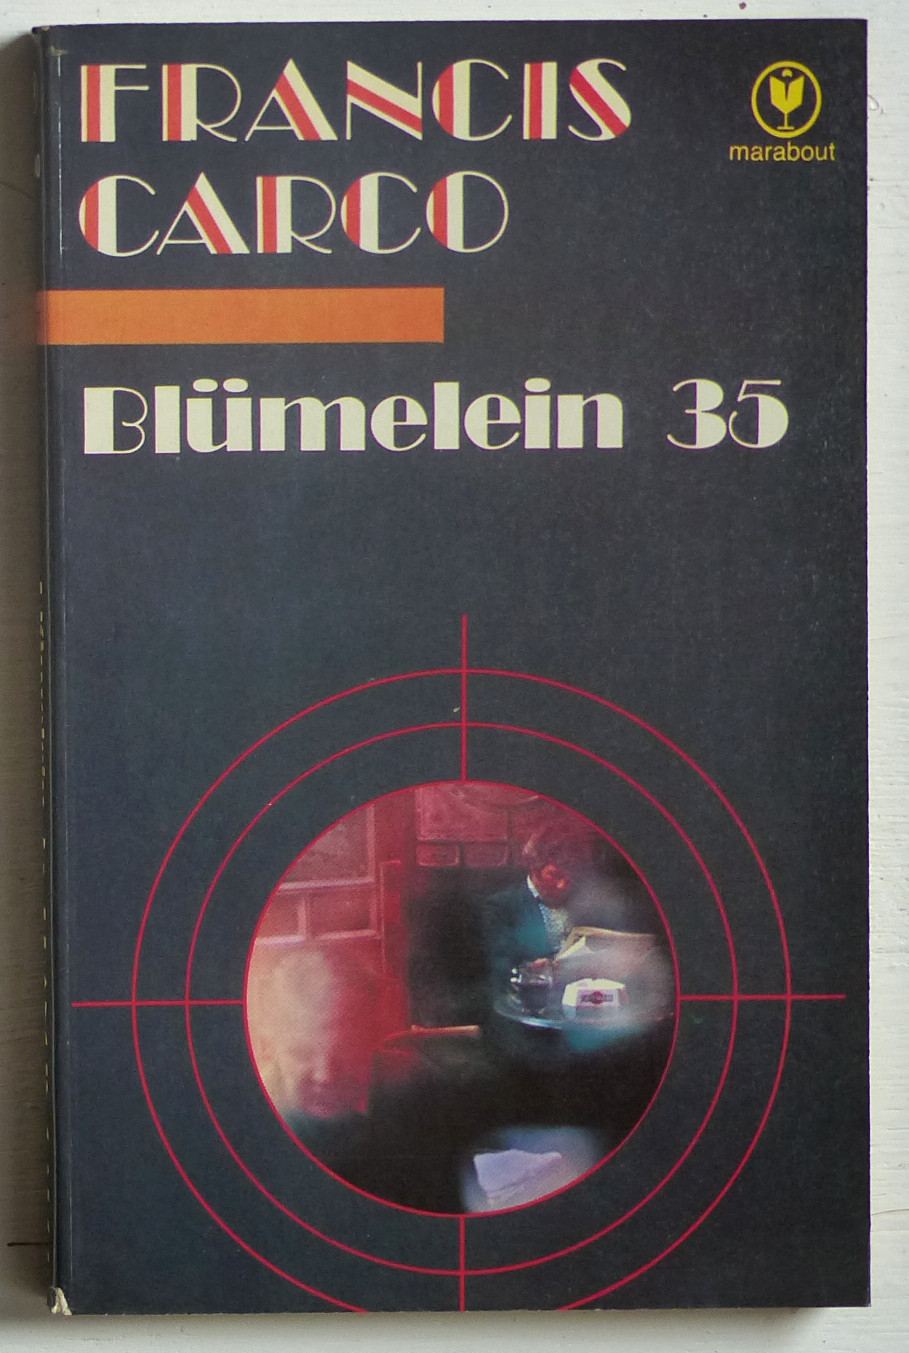 FRANCIS
CARCO
marabout
Blümelein 35